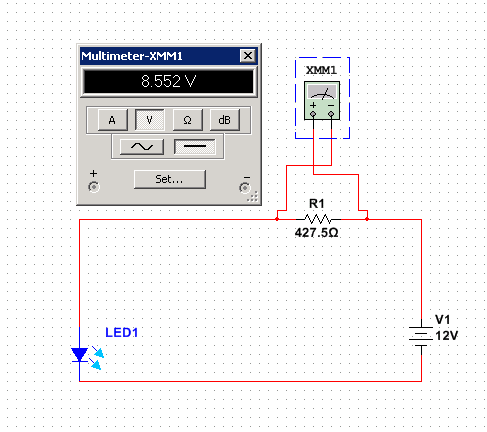 Multimeter-XMM1
8.552 V
A V Ω dB
+ Set... −
XMM1
+ −
R1
427.5Ω
V1
12V
LED1